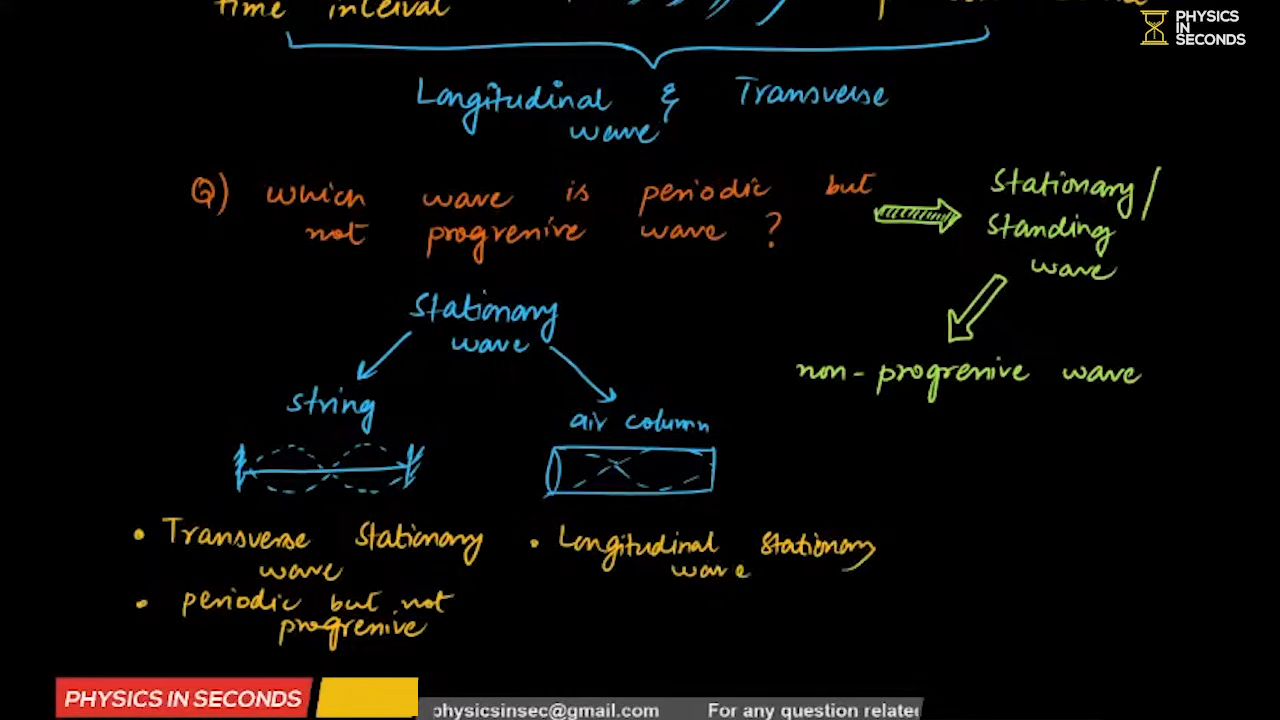 time interval
PHYSICS
IN
SECONDS
Longitudinal & Transverse
wave
Q) which wave is periodic but
not progressive wave ?
Stationary/
Standing
wave
non-progressive wave
Stationary
wave
string
air column
• Transverse Stationary
wave
• periodic but not
progressive
• Longitudinal Stationary
wave
PHYSICS IN SECONDS
physicsinsec@gmail.com For any question related